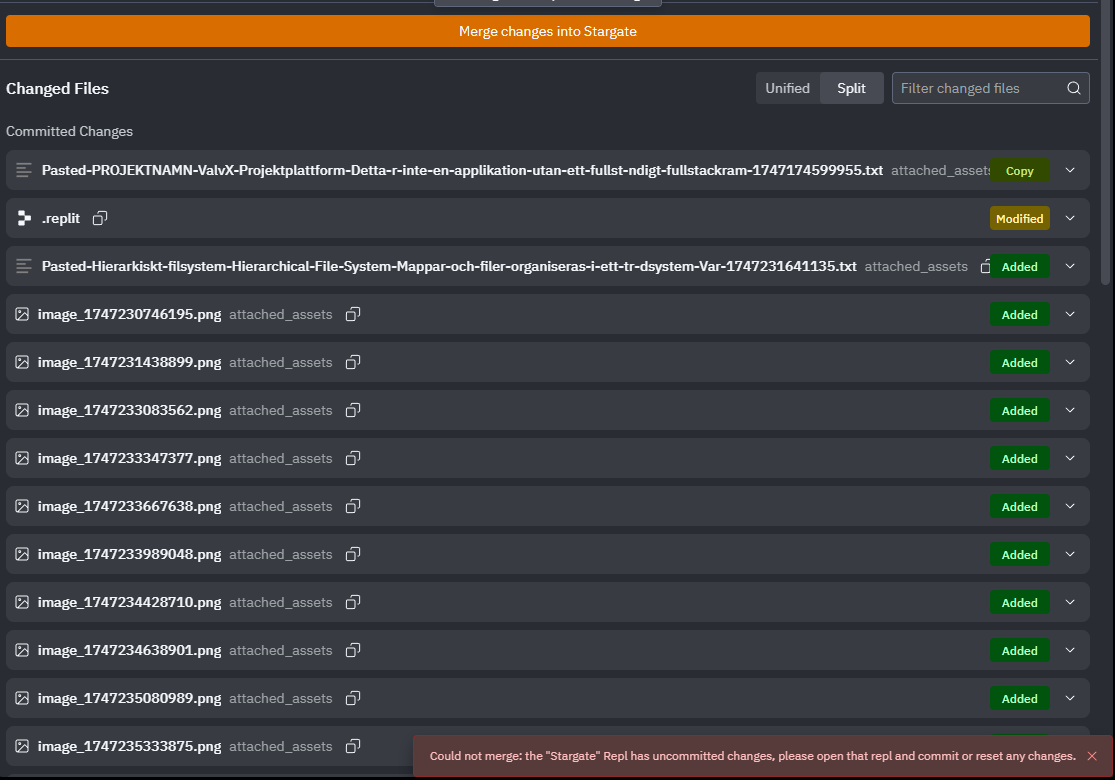 Merge changes into Stargate
Changed Files
Unified
Split
Filter changed files
Committed Changes
Pasted-PROJEKTNAMN-ValvX-Projektplattform-Detta-r-inte-en-applikation-utan-ett-fullst-ndigt-fullstackram-1747174599955.txt attached_assets Copy
.replit Modified
Pasted-Hierarkiskt-filsystem-Hierarchical-File-System-Mappar-och-filer-organiseras-i-ett-tr-dsystem-Var-1747231641135.txt attached_assets Added
image_1747230746195.png attached_assets Added
image_1747231438899.png attached_assets Added
image_1747233083562.png attached_assets Added
image_1747233347377.png attached_assets Added
image_1747233667638.png attached_assets Added
image_1747233989048.png attached_assets Added
image_1747234428710.png attached_assets Added
image_1747234638901.png attached_assets Added
image_1747235080989.png attached_assets Added
image_1747235333875.png attached_assets
Could not merge: the "Stargate" Repl has uncommitted changes, please open that repl and commit or reset any changes.